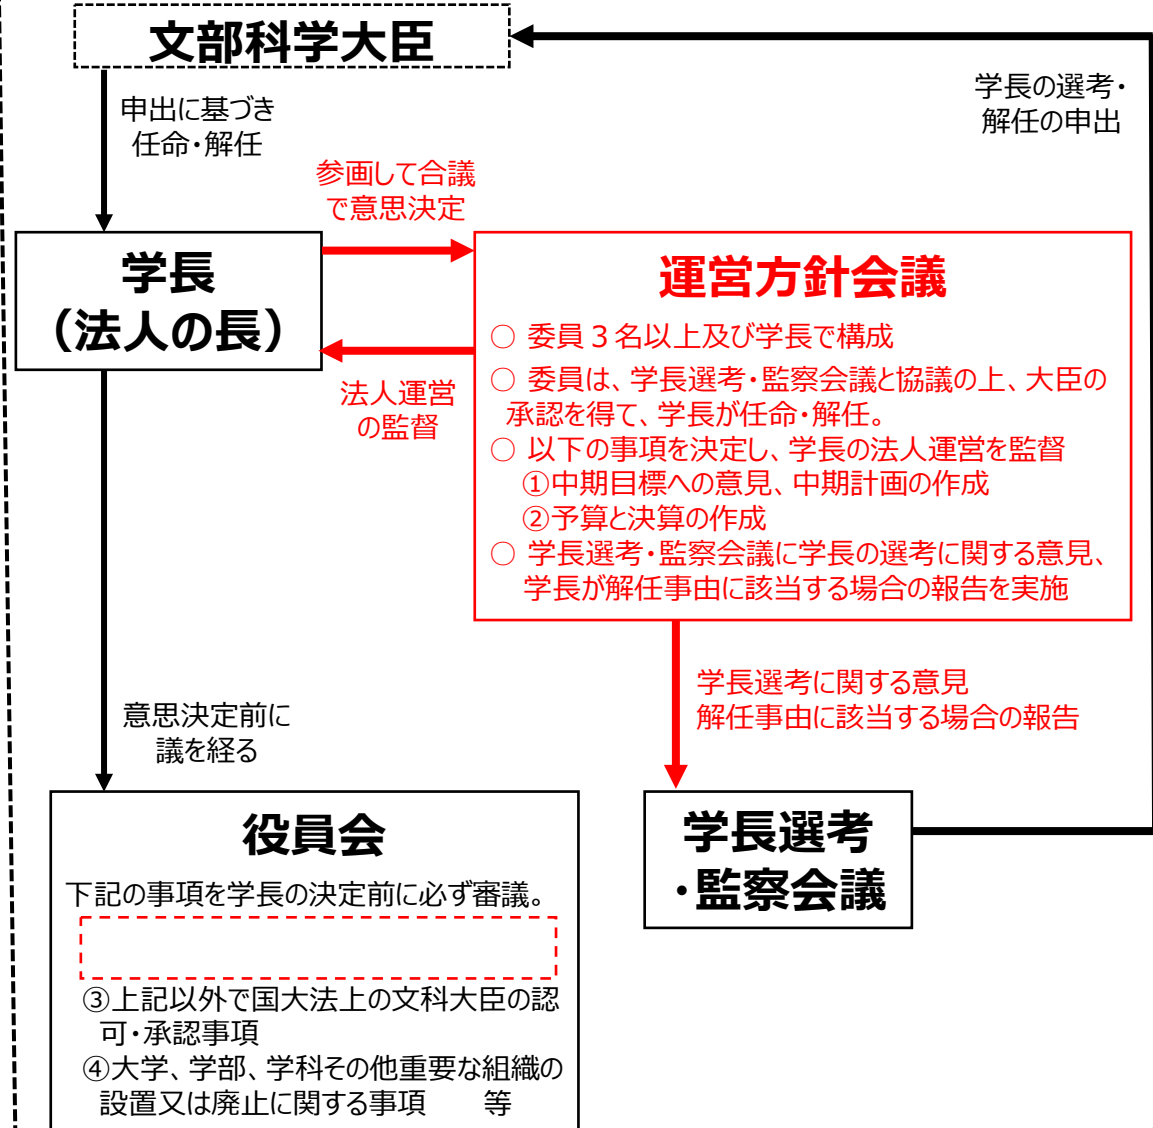 文部科学大臣
申出に基づき
任命・解任
学長の選考・
解任の申出
参画して合議
で意思決定
学長
（法人の長）
法人運営
の監督
運営方針会議
○ 委員３名以上及び学長で構成
○ 委員は、学長選考・監察会議と協議の上、大臣の
承認を得て、学長が任命・解任。
○ 以下の事項を決定し、学長の法人運営を監督
①中期目標への意見、中期計画の作成
②予算と決算の作成
○ 学長選考・監察会議に学長の選考に関する意見、
学長が解任事由に該当する場合の報告を実施
学長選考に関する意見
解任事由に該当する場合の報告
意思決定前に
議を経る
役員会
下記の事項を学長の決定前に必ず審議。
③上記以外で国大法上の文科大臣の認
可・承認事項
④大学、学部、学科その他重要な組織の
設置又は廃止に関する事項　　等
学長選考
・監察会議